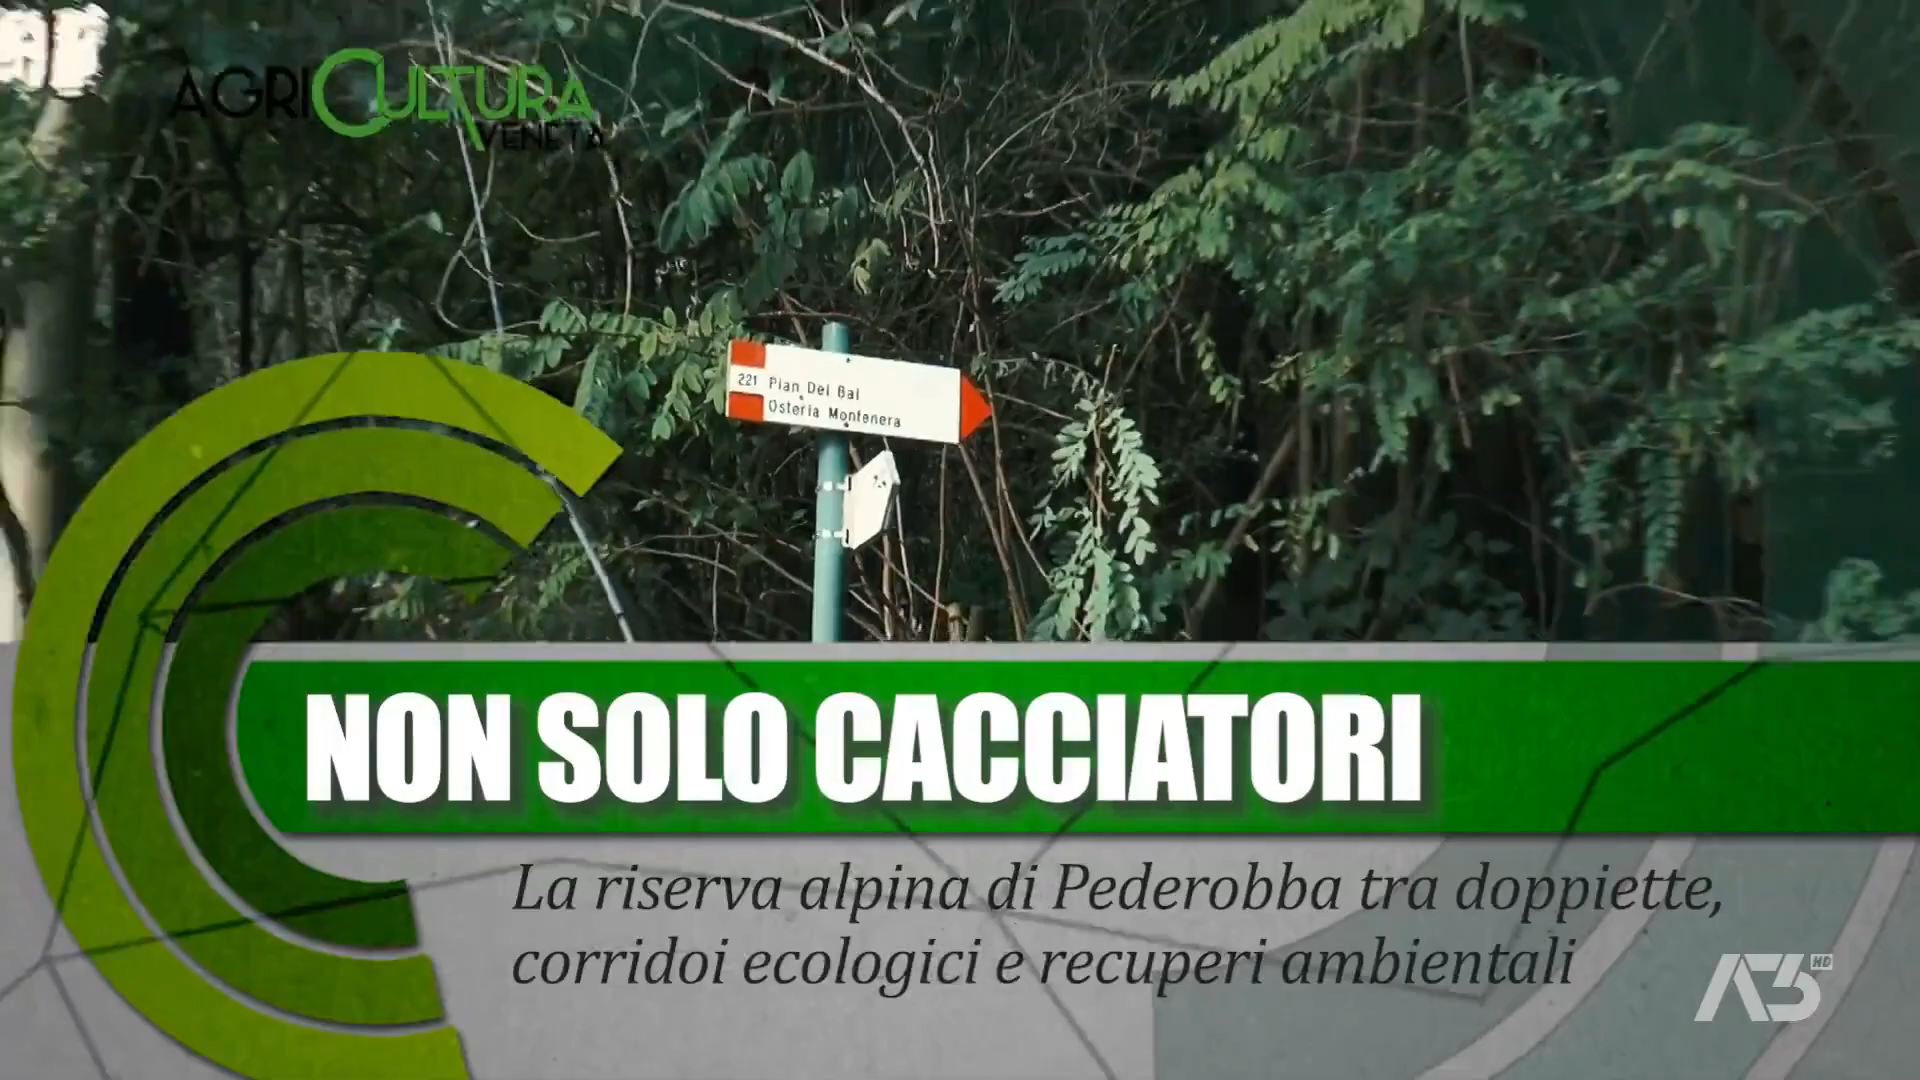 AGRICULTURA
VENETA
221 Pian Del Bal
Osteria Monfenera
NON SOLO CACCIATORI
La riserva alpina di Pederobba tra doppiette,
corridoi ecologici e recuperi ambientali
A3 HD